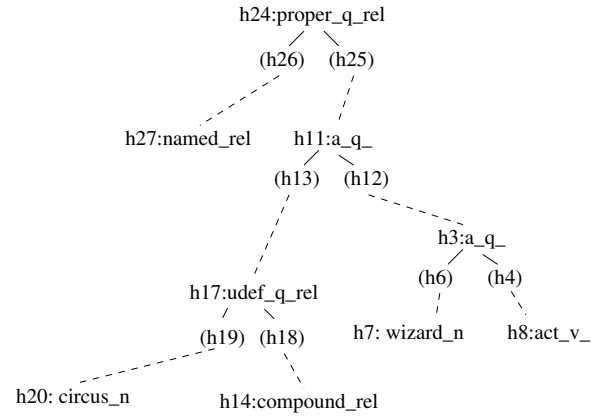 h24:proper_q_rel
(h26) (h25)
h27:named_rel h11:a_q_
(h13) (h12)
h3:a_q_
(h6) (h4)
h17:udef_q_rel
h7: wizard_n h8:act_v_
(h19) (h18)
h20: circus_n h14:compound_rel